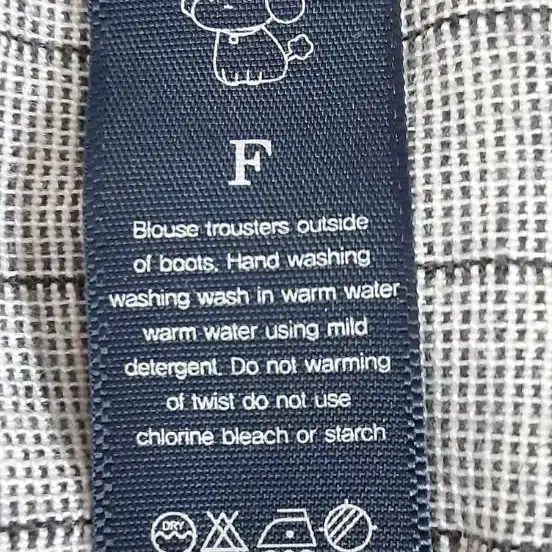 F
Blouse trousters outside
of boots. Hand washing
washing wash in warm water
warm water using mild
detergent. Do not warming
of twist do not use
chlorine bleach or starch
DRY